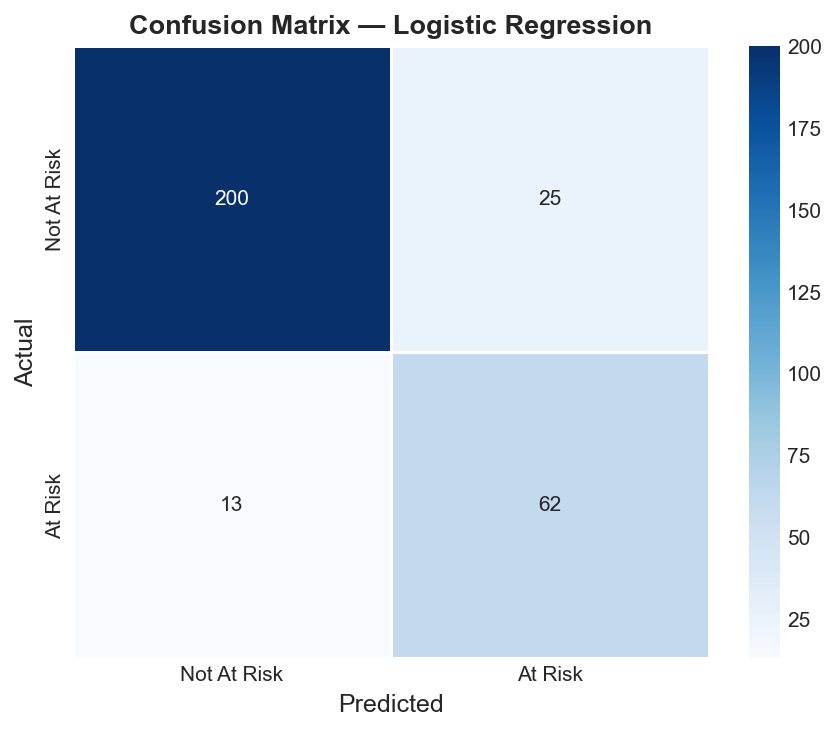 Confusion Matrix — Logistic Regression
Actual
Not At Risk
At Risk
200
25
13
62
Not At Risk
At Risk
Predicted
200
175
150
125
100
75
50
25